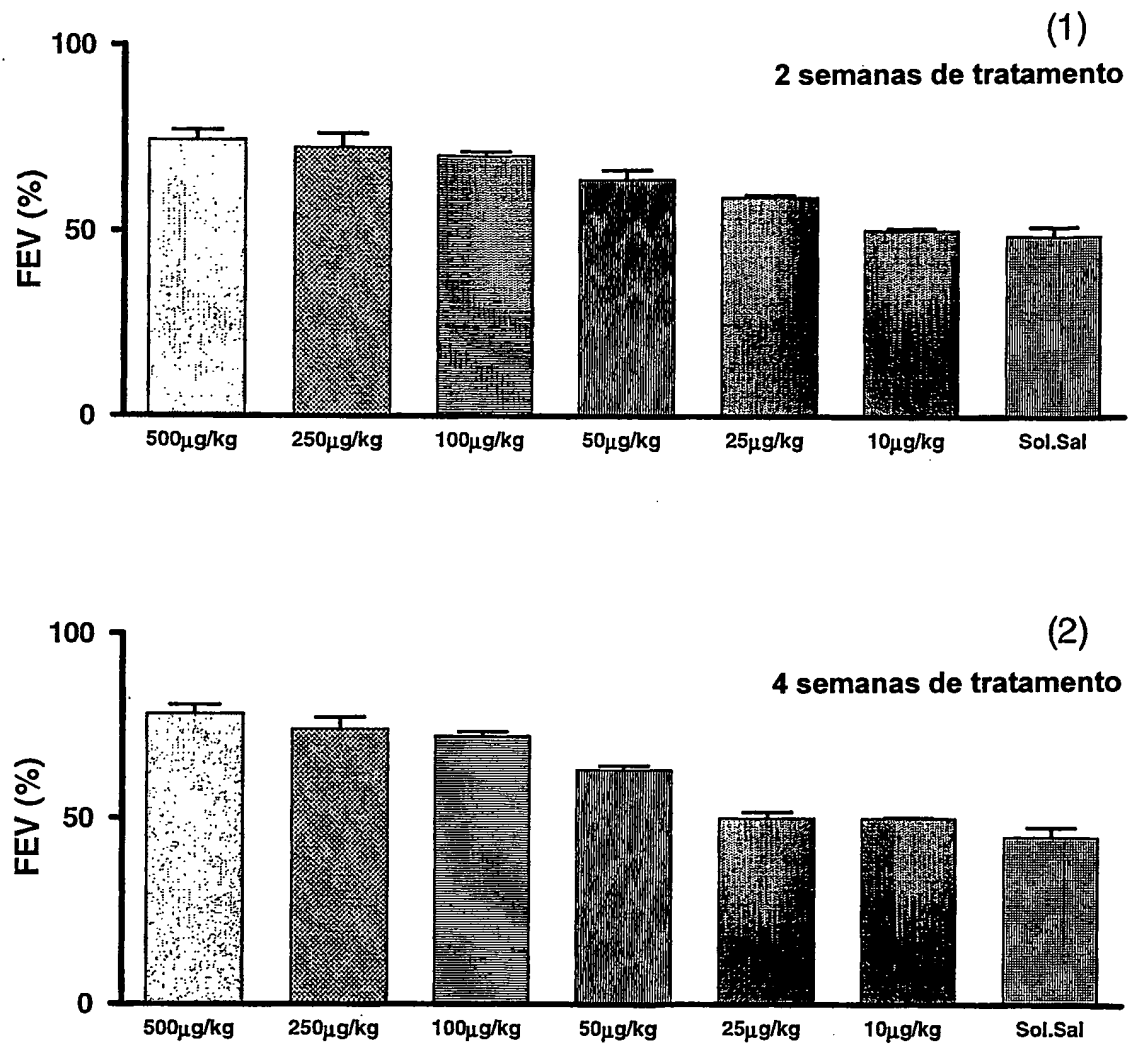 (1)
2 semanas de tratamento
100
50
0
FEV (%)
500µg/kg 250µg/kg 100µg/kg 50µg/kg 25µg/kg 10µg/kg Sol.Sal
(2)
4 semanas de tratamento
100
50
0
FEV (%)
500µg/kg 250µg/kg 100µg/kg 50µg/kg 25µg/kg 10µg/kg Sol.Sal